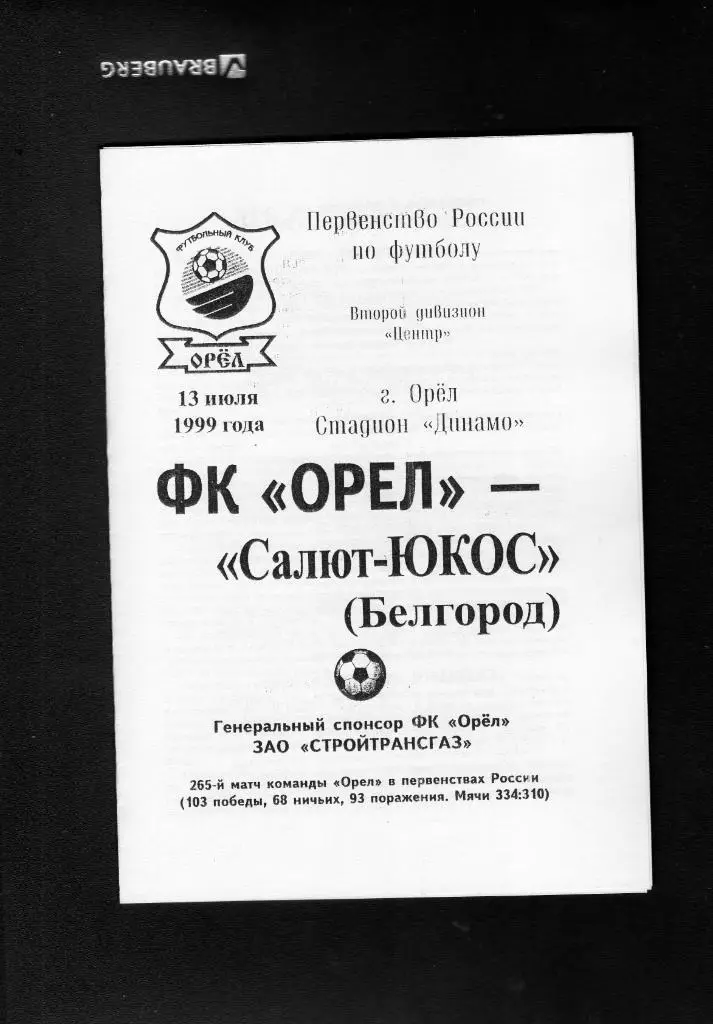 BRAUBERG
ФУТБОЛЬНЫЙ КЛУБ
ОРЁЛ
Первенство России
по футболу
Второй дивизион
«Центр»
13 июля
1999 года
г. Орёл
Стадион «Динамо»
ФК «ОРЕЛ» —
«Салют-ЮКОС»
(Белгород)
Генеральный спонсор ФК «Орёл»
ЗАО «СТРОЙТРАНСГАЗ»
265-й матч команды «Орел» в первенствах России
(103 победы, 68 ничьих, 93 поражения. Мячи 334:310)